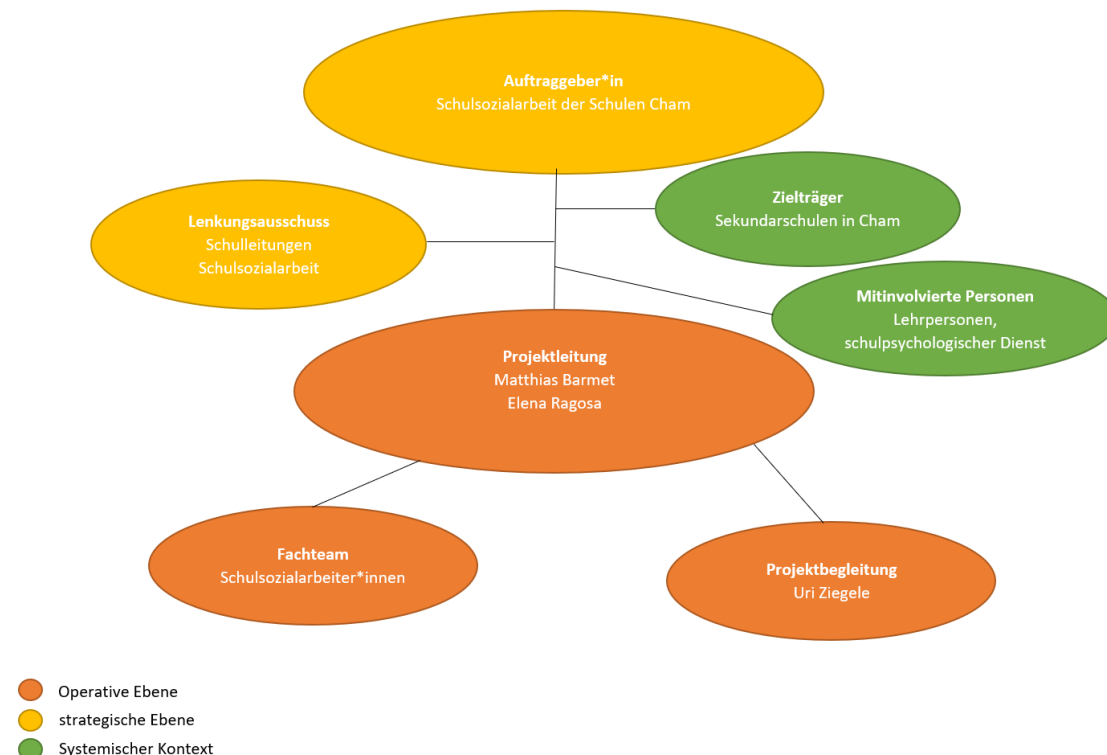 Auftraggeber*in
Schulsozialarbeit der Schulen Cham
Zielträger
Sekundarschulen in Cham
Lenkungsausschuss
Schulleitungen
Schulsozialarbeit
Mitinvolvierte Personen
Lehrpersonen,
schulpsychologischer Dienst
Projektleitung
Matthias Barmet
Elena Ragosa
Fachteam
Schulsozialarbeiter*innen
Projektbegleitung
Uri Ziegele
Operative Ebene
strategische Ebene
Systemischer Kontext